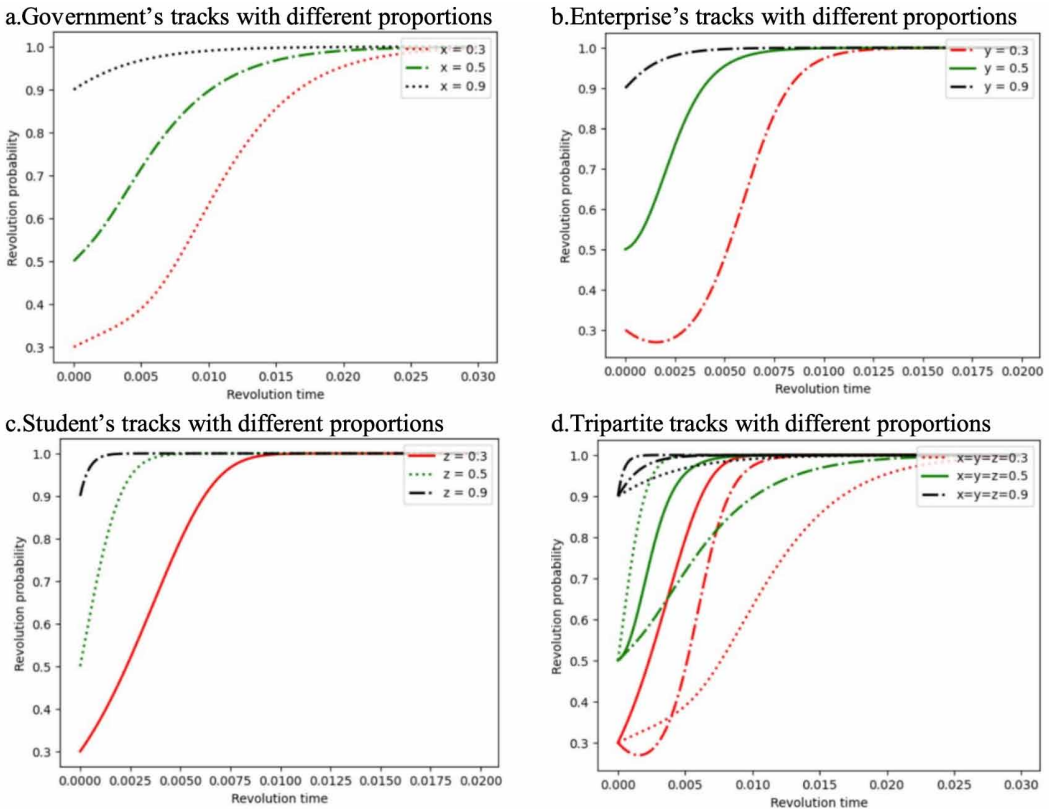 a.Government's tracks with different proportions
1.0
0.9
0.8
0.7
0.6
0.5
0.4
0.3
Revolution probability
x = 0.3
x = 0.5
x = 0.9
0.000 0.005 0.010 0.015 0.020 0.025 0.030
Revolution time
b.Enterprise's tracks with different proportions
1.0
0.9
0.8
0.7
0.6
0.5
0.4
0.3
Revolution probability
y = 0.3
y = 0.5
y = 0.9
0.0000 0.0025 0.0050 0.0075 0.0100 0.0125 0.0150 0.0175 0.0200
Revolution time
c.Student's tracks with different proportions
1.0
0.9
0.8
0.7
0.6
0.5
0.4
0.3
Revolution probability
z = 0.3
z = 0.5
z = 0.9
0.0000 0.0025 0.0050 0.0075 0.0100 0.0125 0.0150 0.0175 0.0200
Revolution time
d.Tripartite tracks with different proportions
1.0
0.9
0.8
0.7
0.6
0.5
0.4
0.3
Revolution probability
x=y=z=0.3
x=y=z=0.5
x=y=z=0.9
0.000 0.005 0.010 0.015 0.020 0.025 0.030
Revolution time